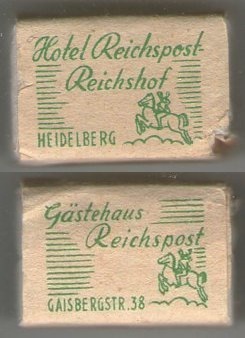 Hotel Reichspost-
Reichshof
HEIDELBERG
Gästehaus
Reichspost
GAISBERGSTR. 38